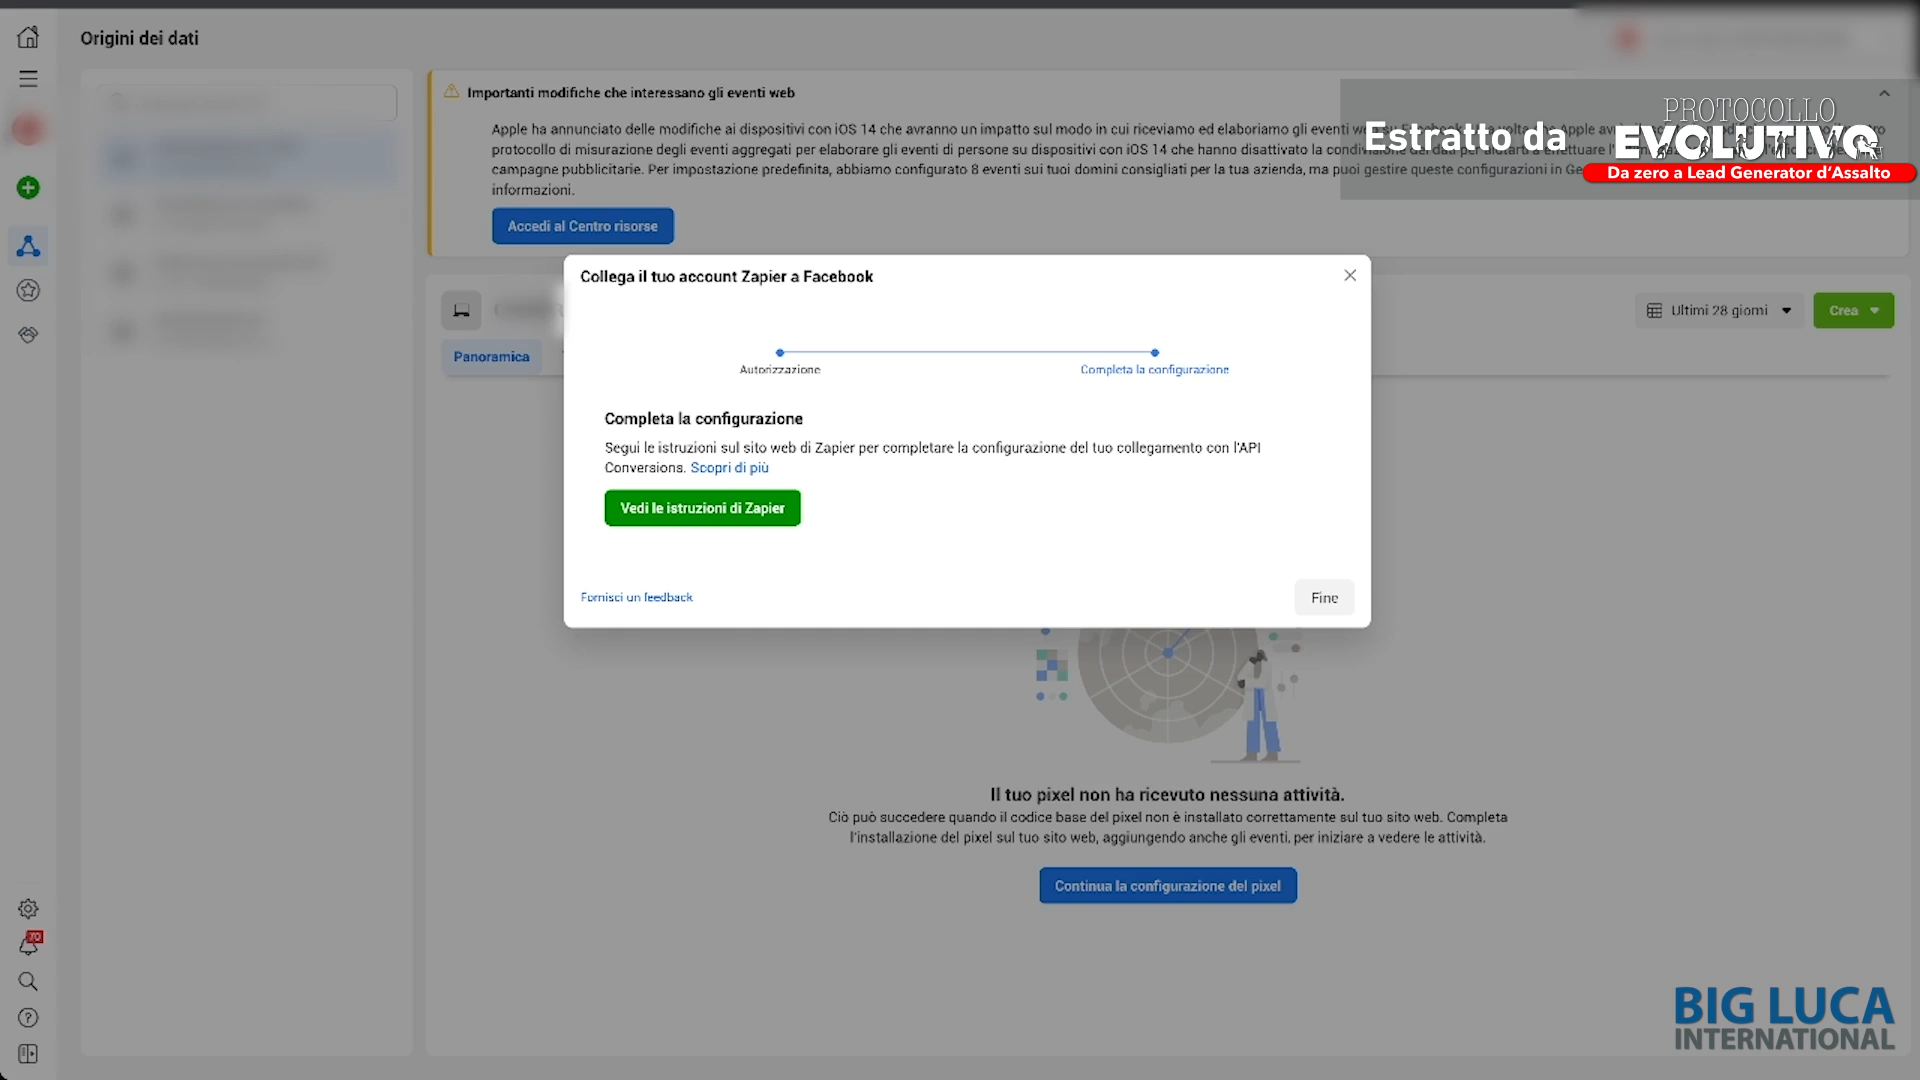 Origini dei dati
Importanti modifiche che interessano gli eventi web
Apple ha annunciato delle modifiche ai dispositivi con iOS 14 che avranno un impatto sul modo in cui riceviamo ed elaboriamo gli eventi
protocollo di misurazione degli eventi aggregati per elaborare gli eventi di persone su dispositivi con iOS 14 che hanno disattivato la
campagne pubblicitarie. Per impostazione predefinita, abbiamo configurato 8 eventi sui tuoi domini consigliati per la tua azienda, ma puoi gestire queste configurazioni in
informazioni.
Accedi al Centro risorse
Estratto da
PROTOCOLLO
EVOLUTIVO
Da zero a Lead Generator d'Assalto
Collega il tuo account Zapier a Facebook
Ultimi 28 giorni
Crea
Panoramica
Autorizzazione
Completa la configurazione
Completa la configurazione
Segui le istruzioni sul sito web di Zapier per completare la configurazione del tuo collegamento con l'API
Conversions. Scopri di più
Vedi le istruzioni di Zapier
Fornisci un feedback
Fine
Il tuo pixel non ha ricevuto nessuna attività.
Ciò può succedere quando il codice base del pixel non è installato correttamente sul tuo sito web. Completa
l'installazione del pixel sul tuo sito web, aggiungendo anche gli eventi, per iniziare a vedere le attività.
Continua la configurazione del pixel
70
BIG LUCA
INTERNATIONAL